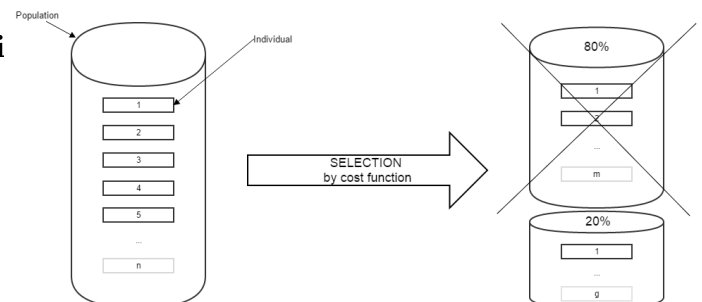 Population
i
Individual
1
2
3
4
5
...
n
SELECTION
by cost function
80%
1
2
...
m
20%
1
...
g